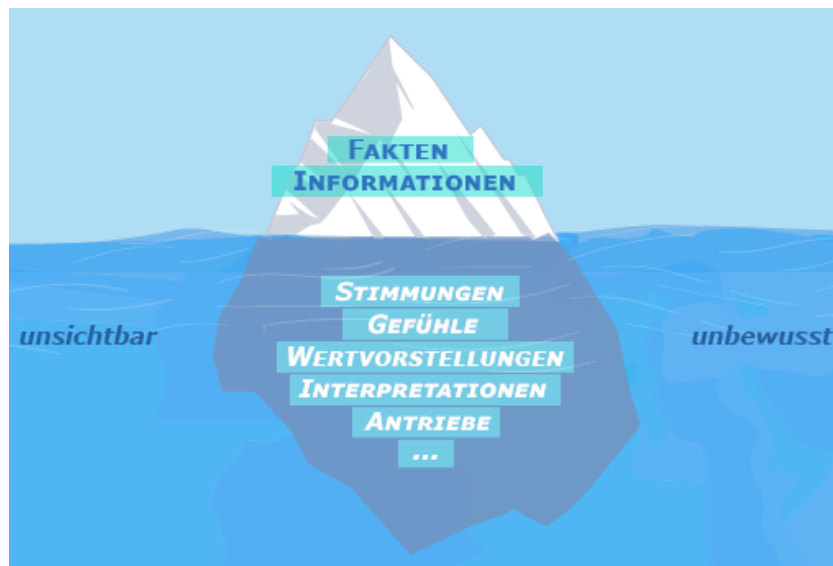 FAKTEN
INFORMATIONEN
STIMMUNGEN
GEFÜHLE
unsichtbar
unbewusst
WERTVORSTELLUNGEN
INTERPRETATIONEN
ANTRIEBE
...